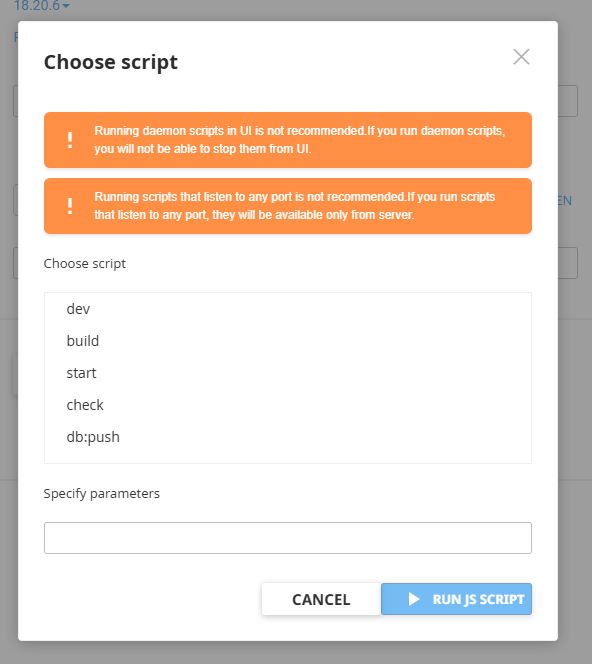 18.20.6
Choose script
! Running daemon scripts in UI is not recommended.If you run daemon scripts,
you will not be able to stop them from UI.
! Running scripts that listen to any port is not recommended.If you run scripts
that listen to any port, they will be available only from server.
EN
Choose script
dev
build
start
check
db:push
Specify parameters
CANCEL
RUN JS SCRIPT